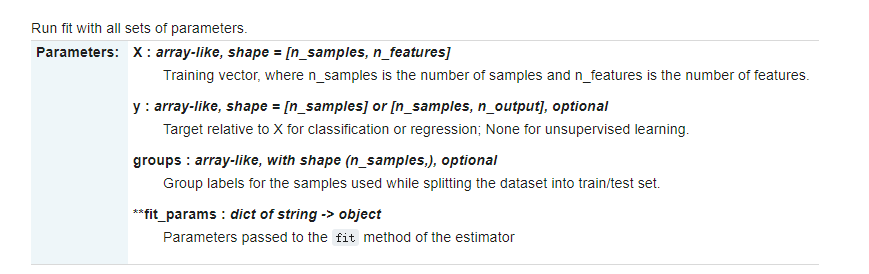 Run fit with all sets of parameters.
Parameters: X : array-like, shape = [n_samples, n_features]
Training vector, where n_samples is the number of samples and n_features is the number of features.
y : array-like, shape = [n_samples] or [n_samples, n_output], optional
Target relative to X for classification or regression; None for unsupervised learning.
groups : array-like, with shape (n_samples,), optional
Group labels for the samples used while splitting the dataset into train/test set.
**fit_params : dict of string -> object
Parameters passed to the fit method of the estimator